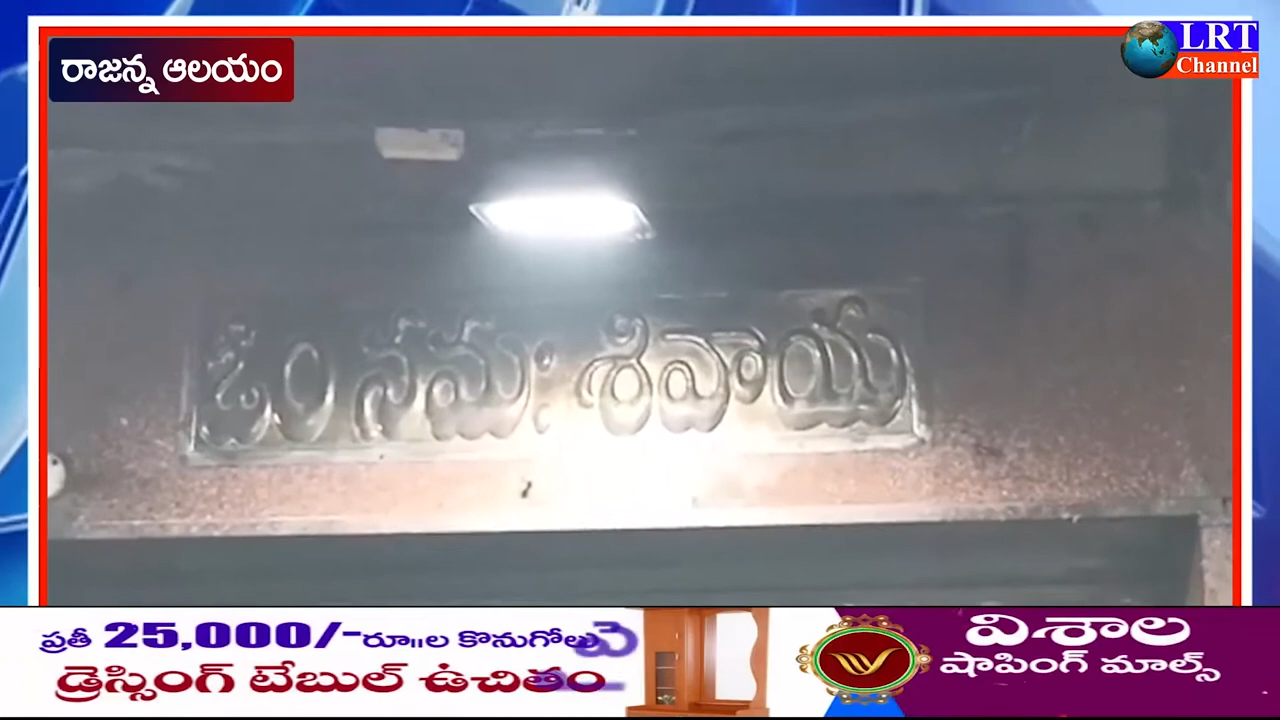 రాజన్న ఆలయం
LRT
Channel
ఓం నమః శివాయ
ప్రతీ 25,000/-రూ॥ల కొనుగోలుపై
డ్రెస్సింగ్ టేబుల్ ఉచితం
విశాల
షాపింగ్ మాల్స్